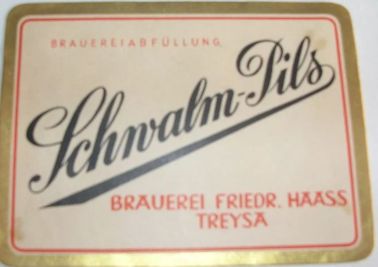 BRAUEREIABFÜLLUNG
Schwalm-Pils
BRAUEREI FRIEDR. HAASS
TREYSA